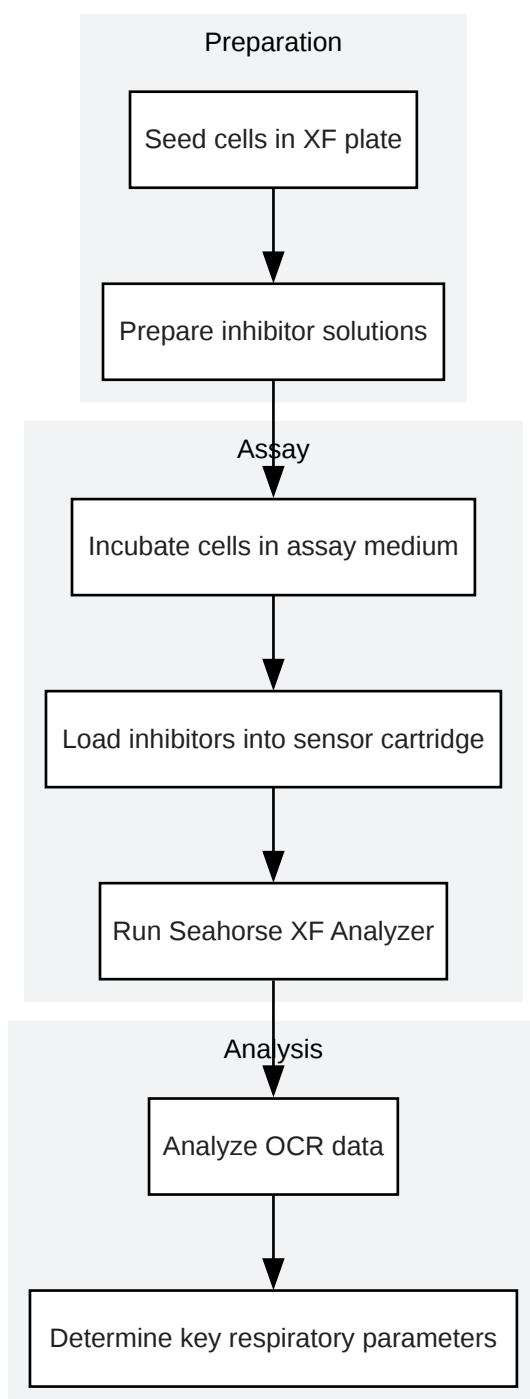 Preparation
Seed cells in XF plate
Prepare inhibitor solutions
Assay
Incubate cells in assay medium
Load inhibitors into sensor cartridge
Run Seahorse XF Analyzer
Analysis
Analyze OCR data
Determine key respiratory parameters